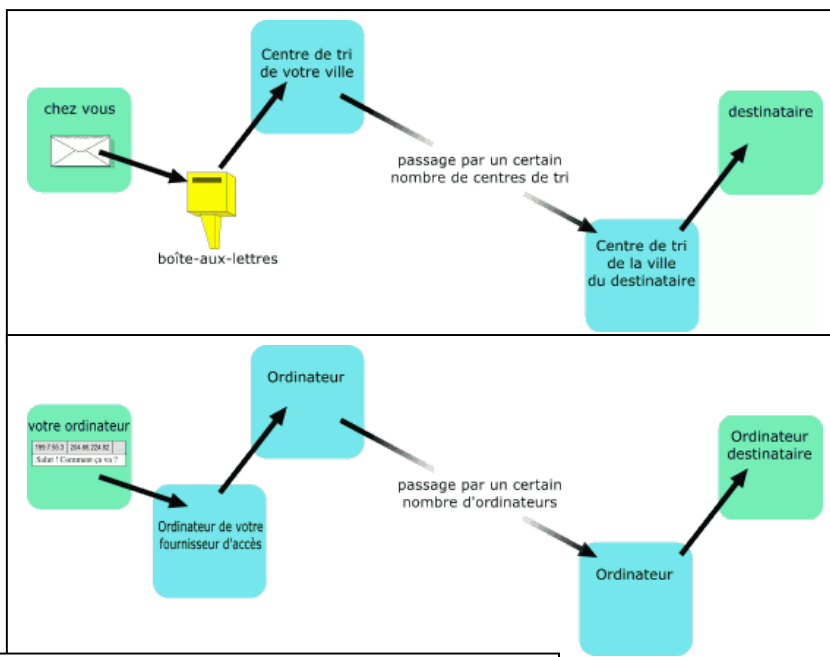 chez vous
Centre de tri
de votre ville
boîte-aux-lettres
passage par un certain
nombre de centres de tri
destinataire
Centre de tri
de la ville
du destinataire
votre ordinateur
Salut ! Comment ça va ?
Ordinateur de votre
fournisseur d'accès
Ordinateur
passage par un certain
nombre d'ordinateurs
Ordinateur
destinataire
Ordinateur